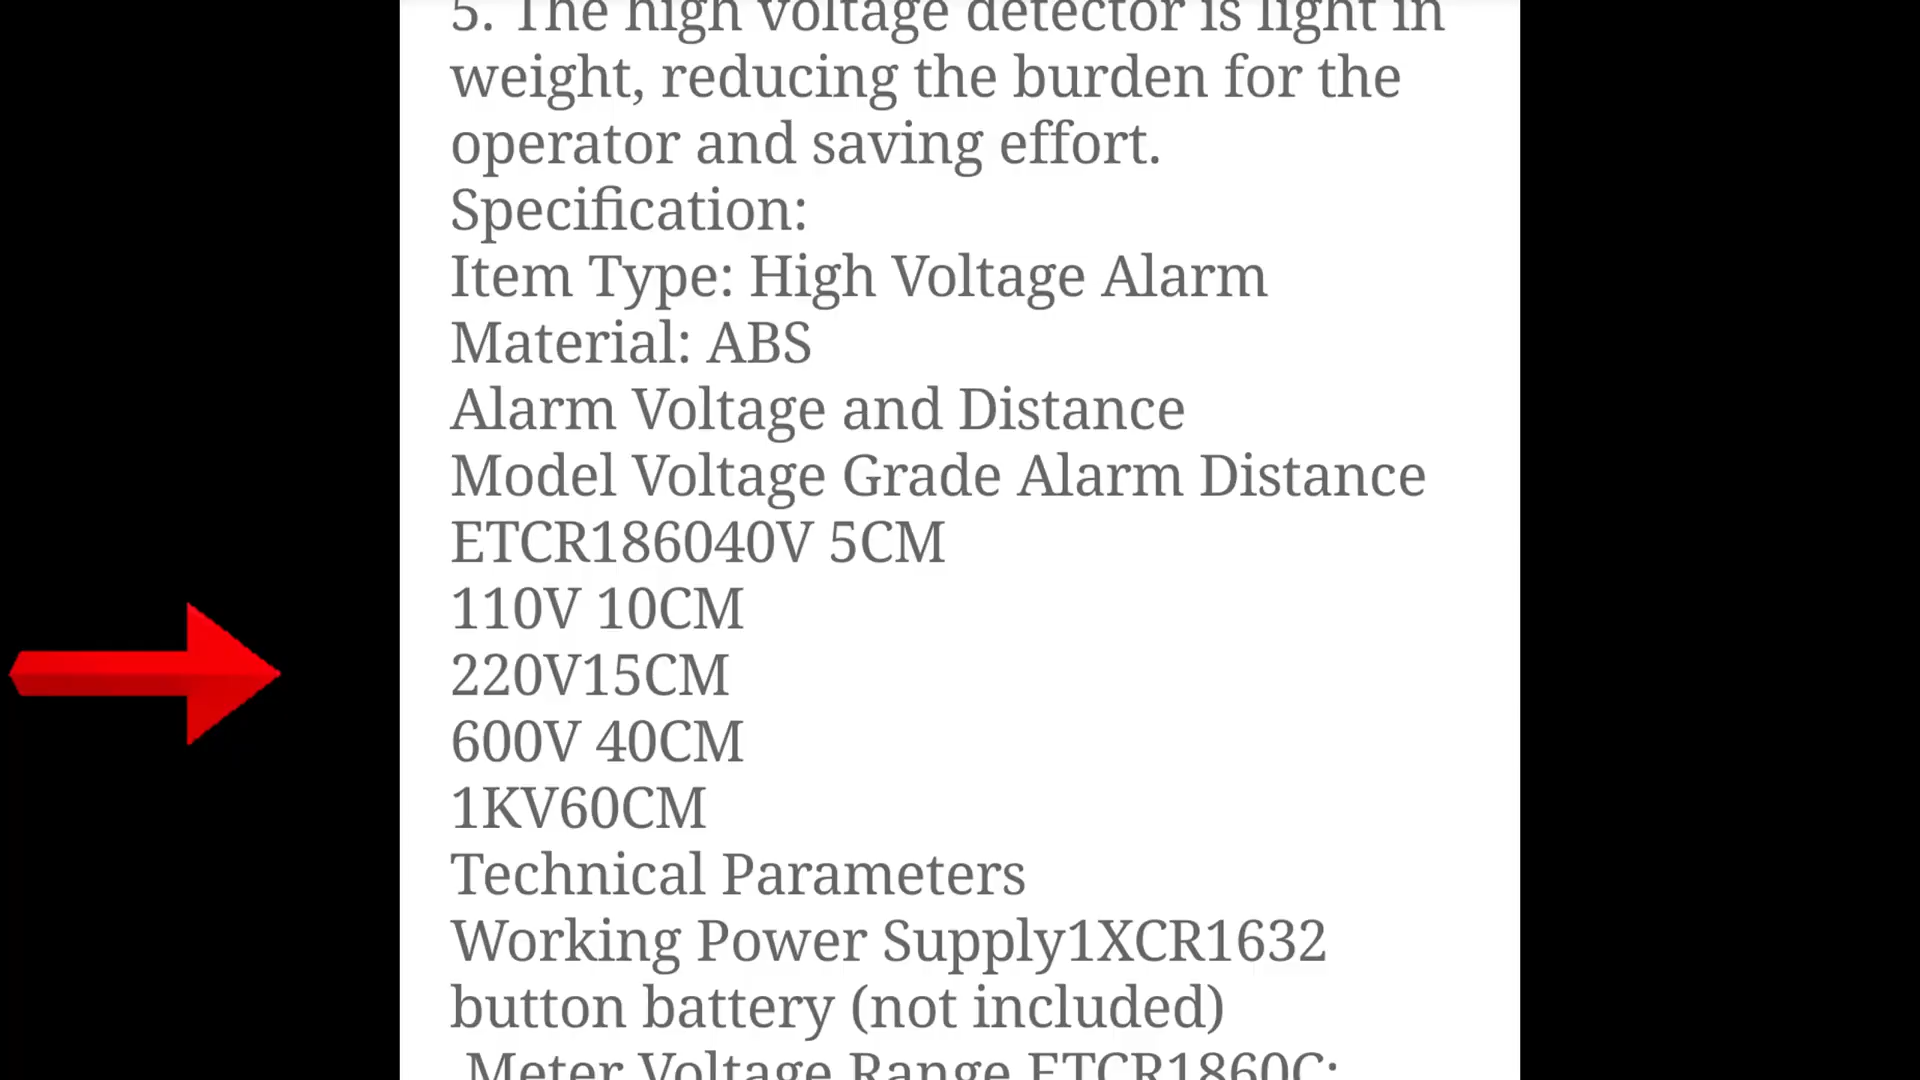 5. The high voltage detector is light in
weight, reducing the burden for the
operator and saving effort.
Specification:
Item Type: High Voltage Alarm
Material: ABS
Alarm Voltage and Distance
Model Voltage Grade Alarm Distance
ETCR186040V 5CM
110V 10CM
220V15CM
600V 40CM
1KV60CM
Technical Parameters
Working Power Supply1XCR1632
button battery (not included)
Meter Voltage Range ETCR1860C: